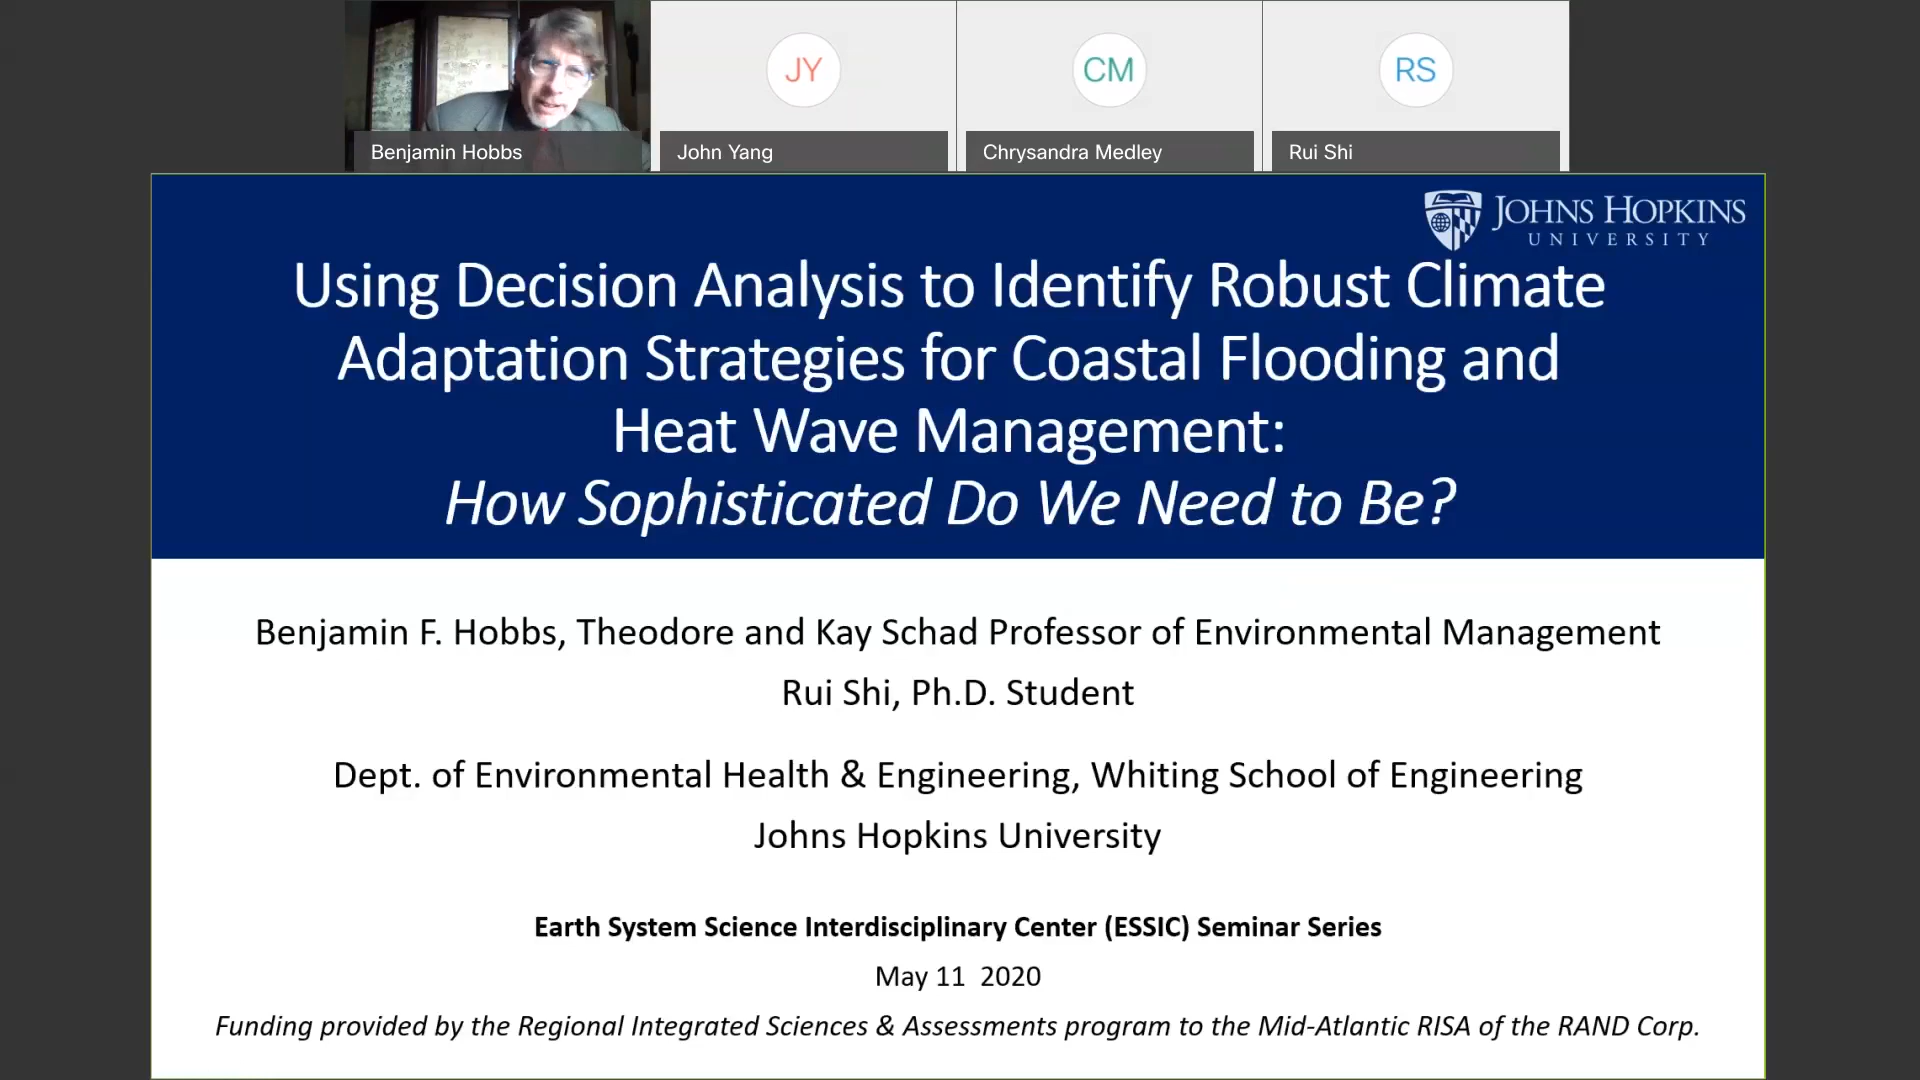 JY
CM
RS
Benjamin Hobbs
John Yang
Chrysandra Medley
Rui Shi
JOHNS HOPKINS
UNIVERSITY
Using Decision Analysis to Identify Robust Climate
Adaptation Strategies for Coastal Flooding and
Heat Wave Management:
How Sophisticated Do We Need to Be?
Benjamin F. Hobbs, Theodore and Kay Schad Professor of Environmental Management
Rui Shi, Ph.D. Student
Dept. of Environmental Health & Engineering, Whiting School of Engineering
Johns Hopkins University
Earth System Science Interdisciplinary Center (ESSIC) Seminar Series
May 11  2020
Funding provided by the Regional Integrated Sciences & Assessments program to the Mid-Atlantic RISA of the RAND Corp.